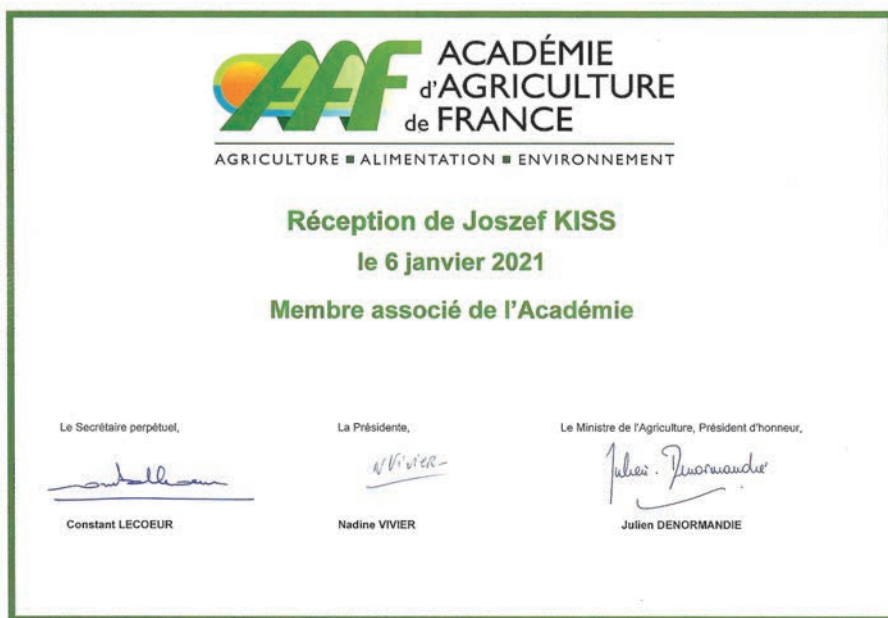 AAF
ACADÉMIE
d'AGRICULTURE
de FRANCE
AGRICULTURE ■ ALIMENTATION ■ ENVIRONNEMENT
Réception de Joszef KISS
le 6 janvier 2021
Membre associé de l'Académie
Le Secrétaire perpétuel,
La Présidente,
Le Ministre de l'Agriculture, Président d'honneur,
N Vivier
Julien Denormandie
Constant LECOEUR
Nadine VIVIER
Julien DENORMANDIE